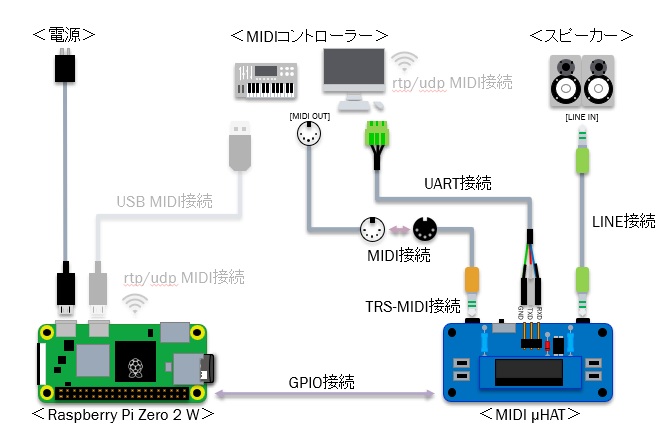 ＜電源＞
＜MIDIコントローラー＞
＜スピーカー＞
rtp/udp MIDI接続
[MIDI OUT]
[LINE IN]
UART接続
USB MIDI接続
LINE接続
MIDI接続
rtp/udp MIDI接続
TRS-MIDI接続
GND
TXD
RXD
GPIO接続
＜Raspberry Pi Zero 2 W＞
＜MIDI μHAT＞